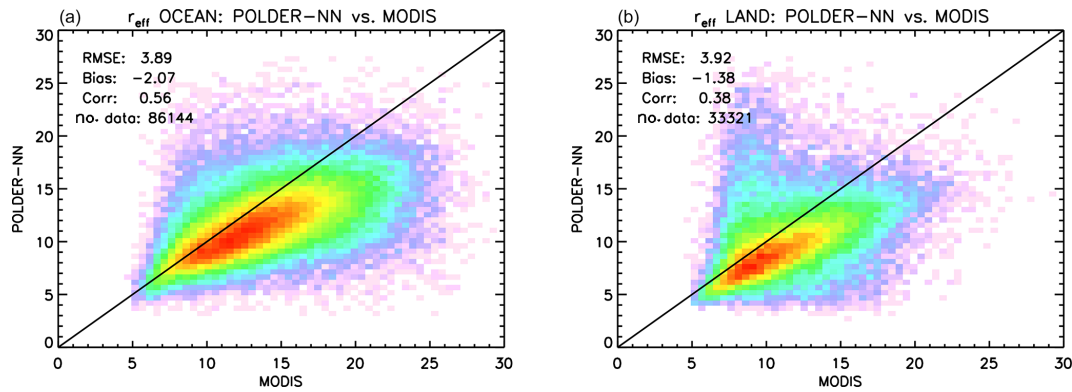 (a) r_eff OCEAN: POLDER-NN vs. MODIS
RMSE: 3.89
Bias: -2.07
Corr: 0.56
no. data: 86144
30
25
20
15
10
5
0
POLDER-NN
0 5 10 15 20 25 30
MODIS
(b) r_eff LAND: POLDER-NN vs. MODIS
RMSE: 3.92
Bias: -1.38
Corr: 0.38
no. data: 33321
30
25
20
15
10
5
0
POLDER-NN
0 5 10 15 20 25 30
MODIS